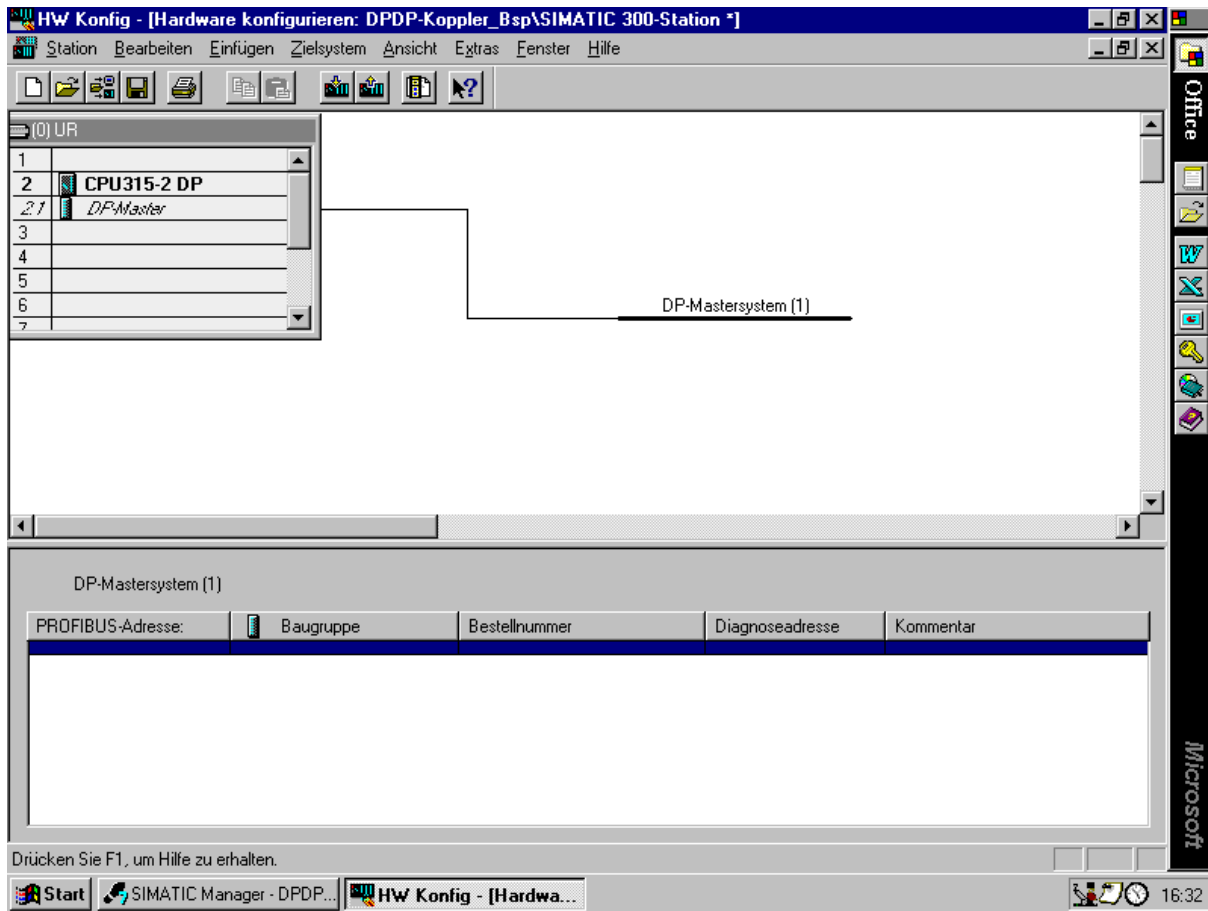 HW Konfig - [Hardware konfigurieren: DPDP-Koppler_Bsp\SIMATIC 300-Station *]
Station Bearbeiten Einfügen Zielsystem Ansicht Extras Fenster Hilfe
Office
(0) UR
1
2 CPU315-2 DP
2.1 DP-Master
3
4
5
6
7
DP-Mastersystem (1)
DP-Mastersystem (1)
PROFIBUS-Adresse: Baugruppe Bestellnummer Diagnoseadresse Kommentar
Microsoft
Drücken Sie F1, um Hilfe zu erhalten.
Start SIMATIC Manager - DPDP... HW Konfig - [Hardwa... 16:32